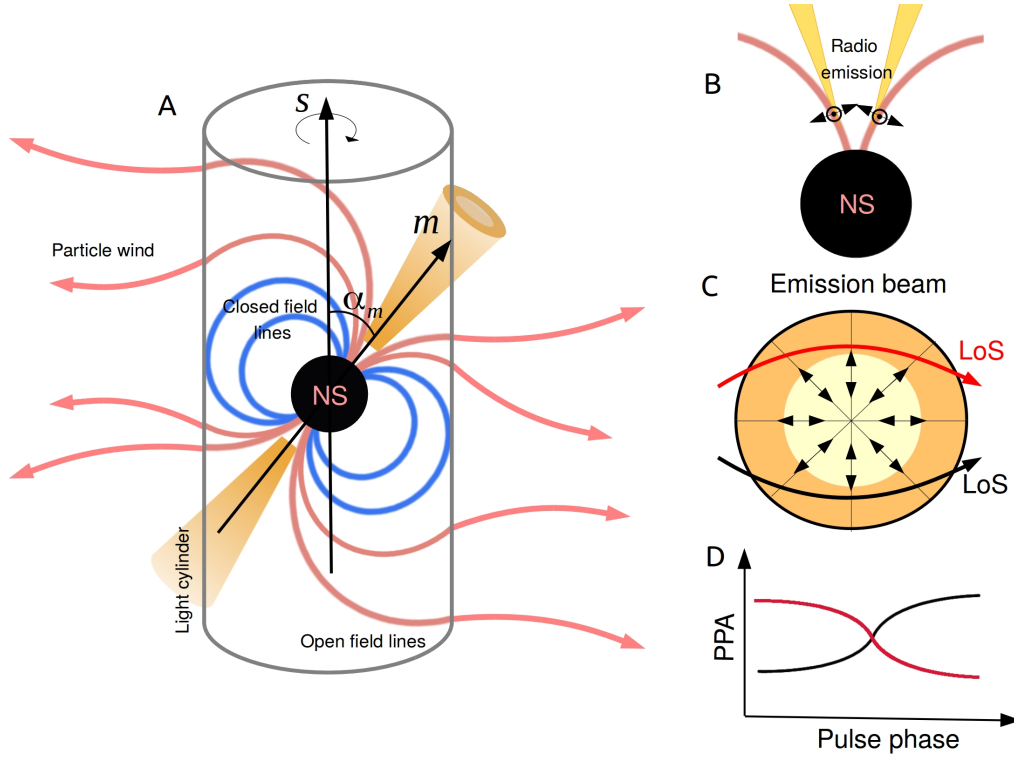 A
S
m
α_m
Particle wind
Closed field
lines
NS
Light cylinder
Open field lines
B
Radio
emission
NS
C
Emission beam
LoS
LoS
D
PPA
Pulse phase